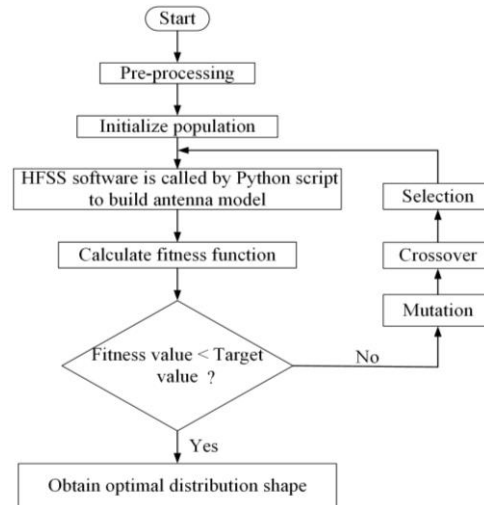 Start
Pre-processing
Initialize population
HFSS software is called by Python script
to build antenna model
Selection
Calculate fitness function
Crossover
Mutation
Fitness value < Target
value ?
No
Yes
Obtain optimal distribution shape